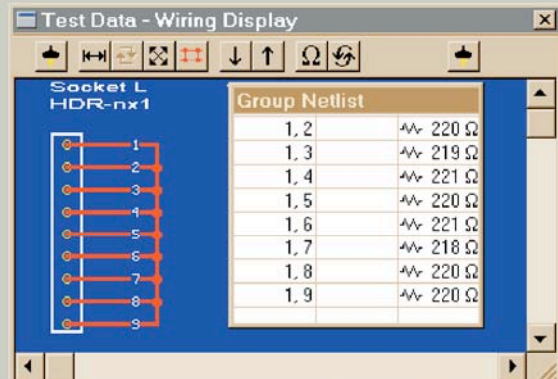 Test Data - Wiring Display
Socket L
HDR-nx1
1
2
3
4
5
6
7
8
9
Group Netlist
1, 2 220 Ω
1, 3 219 Ω
1, 4 221 Ω
1, 5 220 Ω
1, 6 221 Ω
1, 7 218 Ω
1, 8 220 Ω
1, 9 220 Ω